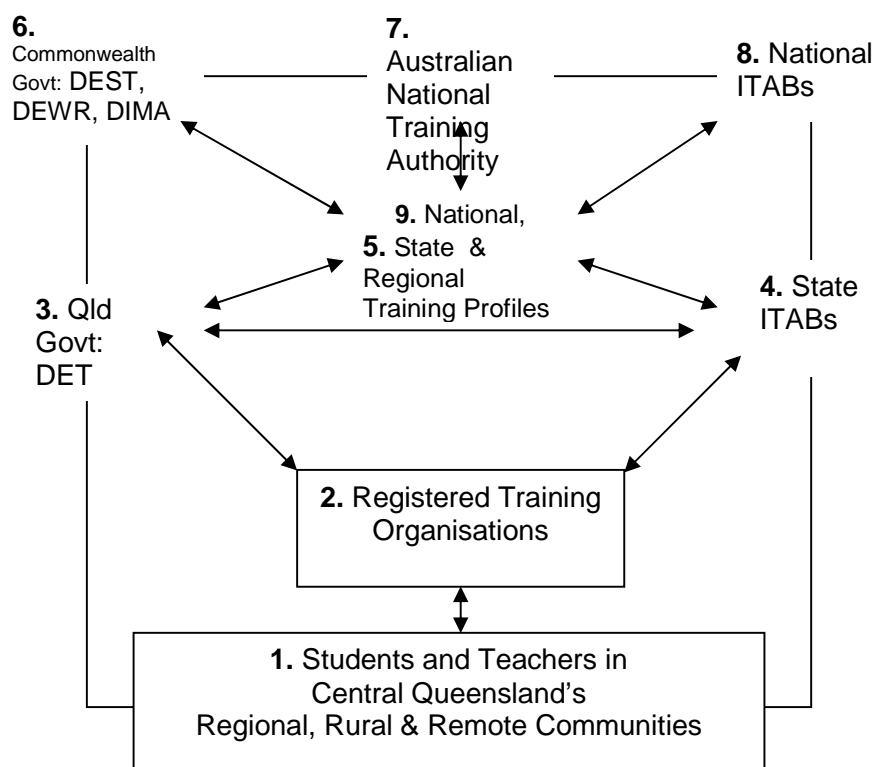 6.
Commonwealth
Govt: DEST,
DEWR, DIMA
7.
Australian
National
Training
Authority
8. National
ITABs
9. National,
5. State &
Regional
Training Profiles
3. Qld
Govt:
DET
4. State
ITABs
2. Registered Training
Organisations
1. Students and Teachers in
Central Queensland's
Regional, Rural & Remote Communities